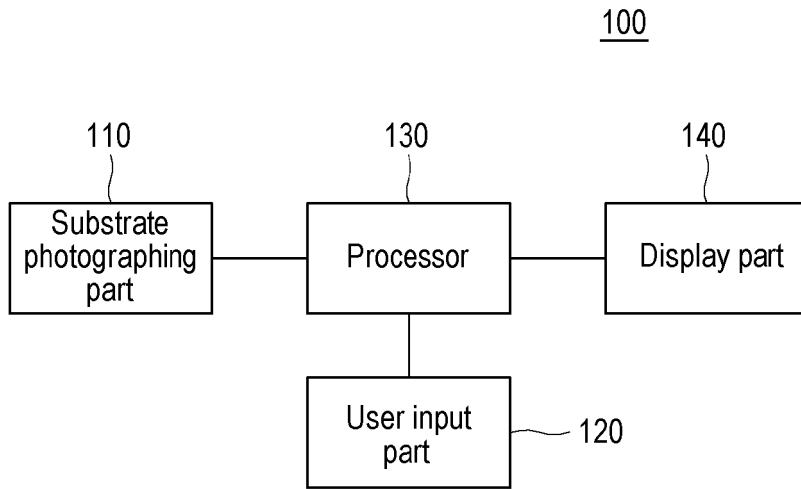 100
110
130
140
Substrate
photographing
part
Processor
Display part
User input
part
120